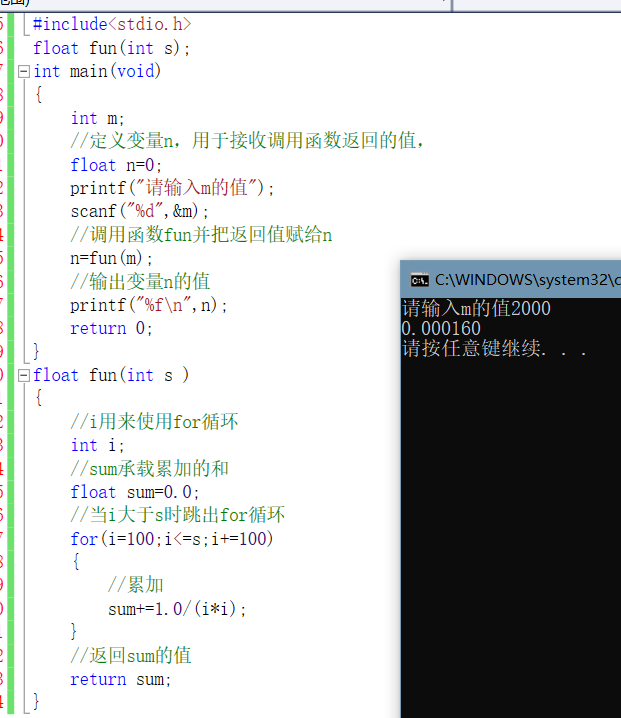 #include<stdio.h>
float fun(int s);
int main(void)
{
int m;
//定义变量n，用于接收调用函数返回的值，
float n=0;
printf("请输入m的值");
scanf("%d",&m);
//调用函数fun并把返回值赋给n
n=fun(m);
//输出变量n的值
printf("%f\n",n);
return 0;
}
float fun(int s )
{
//i用来使用for循环
int i;
//sum承载累加的和
float sum=0.0;
//当i大于s时跳出for循环
for(i=100;i<=s;i+=100)
{
//累加
sum+=1.0/(i*i);
}
//返回sum的值
return sum;
}
C:\WINDOWS\system32\c
请输入m的值2000
0.000160
请按任意键继续. . .